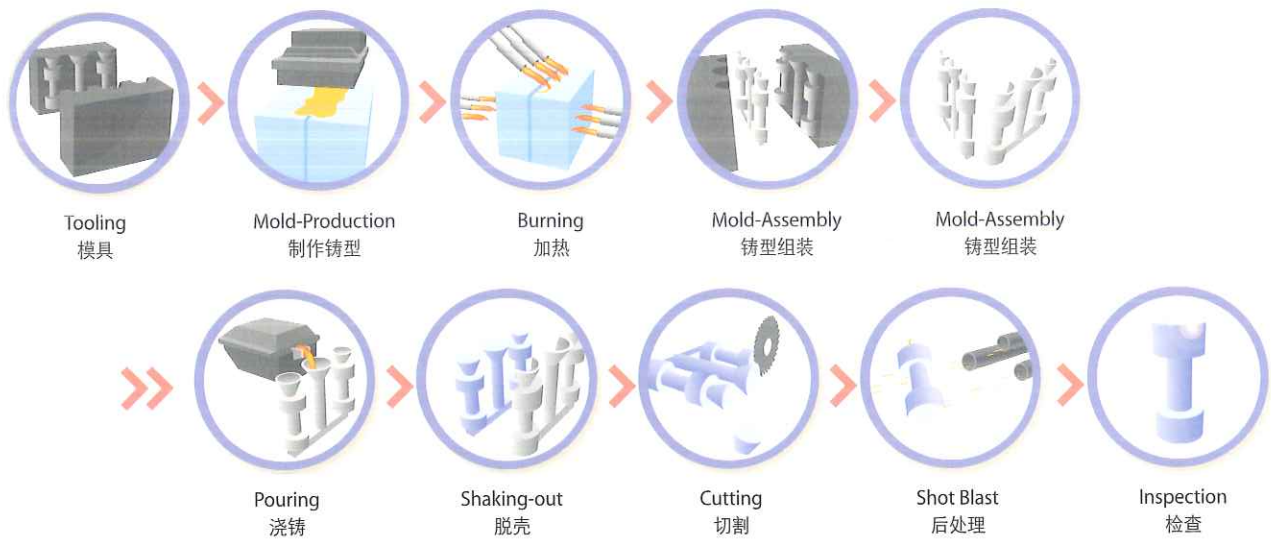 Tooling
模具
Mold-Production
制作铸型
Burning
加热
Mold-Assembly
铸型组装
Mold-Assembly
铸型组装
Pouring
浇铸
Shaking-out
脱壳
Cutting
切割
Shot Blast
后处理
Inspection
检查